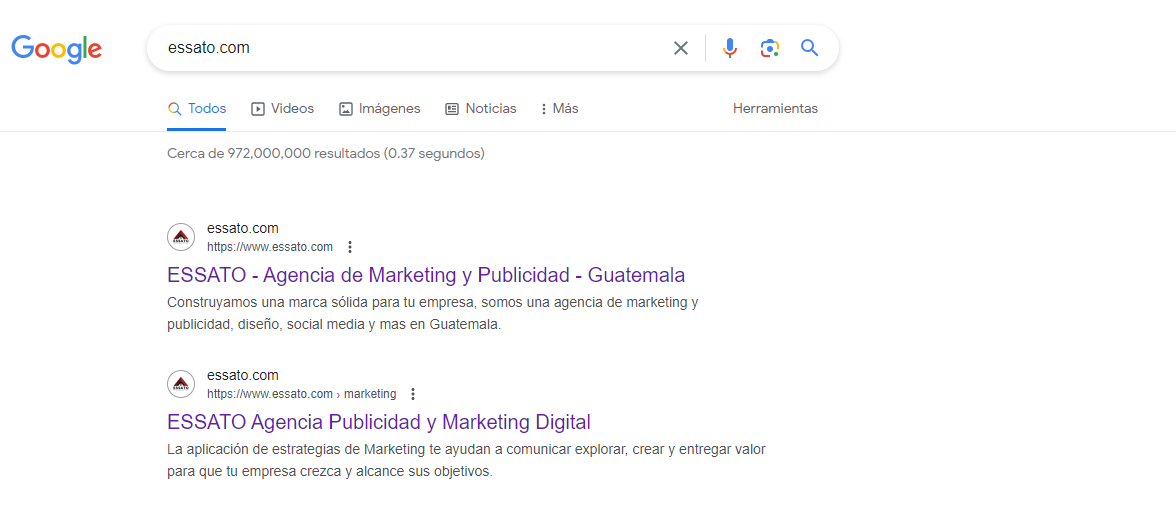 Google
essato.com
Todos Videos Imágenes Noticias Más Herramientas
Cerca de 972,000,000 resultados (0.37 segundos)
essato.com
https://www.essato.com
ESSATO
ESSATO - Agencia de Marketing y Publicidad - Guatemala
Construyamos una marca sólida para tu empresa, somos una agencia de marketing y
publicidad, diseño, social media y mas en Guatemala.
essato.com
https://www.essato.com › marketing
ESSATO
ESSATO Agencia Publicidad y Marketing Digital
La aplicación de estrategias de Marketing te ayudan a comunicar explorar, crear y entregar valor
para que tu empresa crezca y alcance sus objetivos.